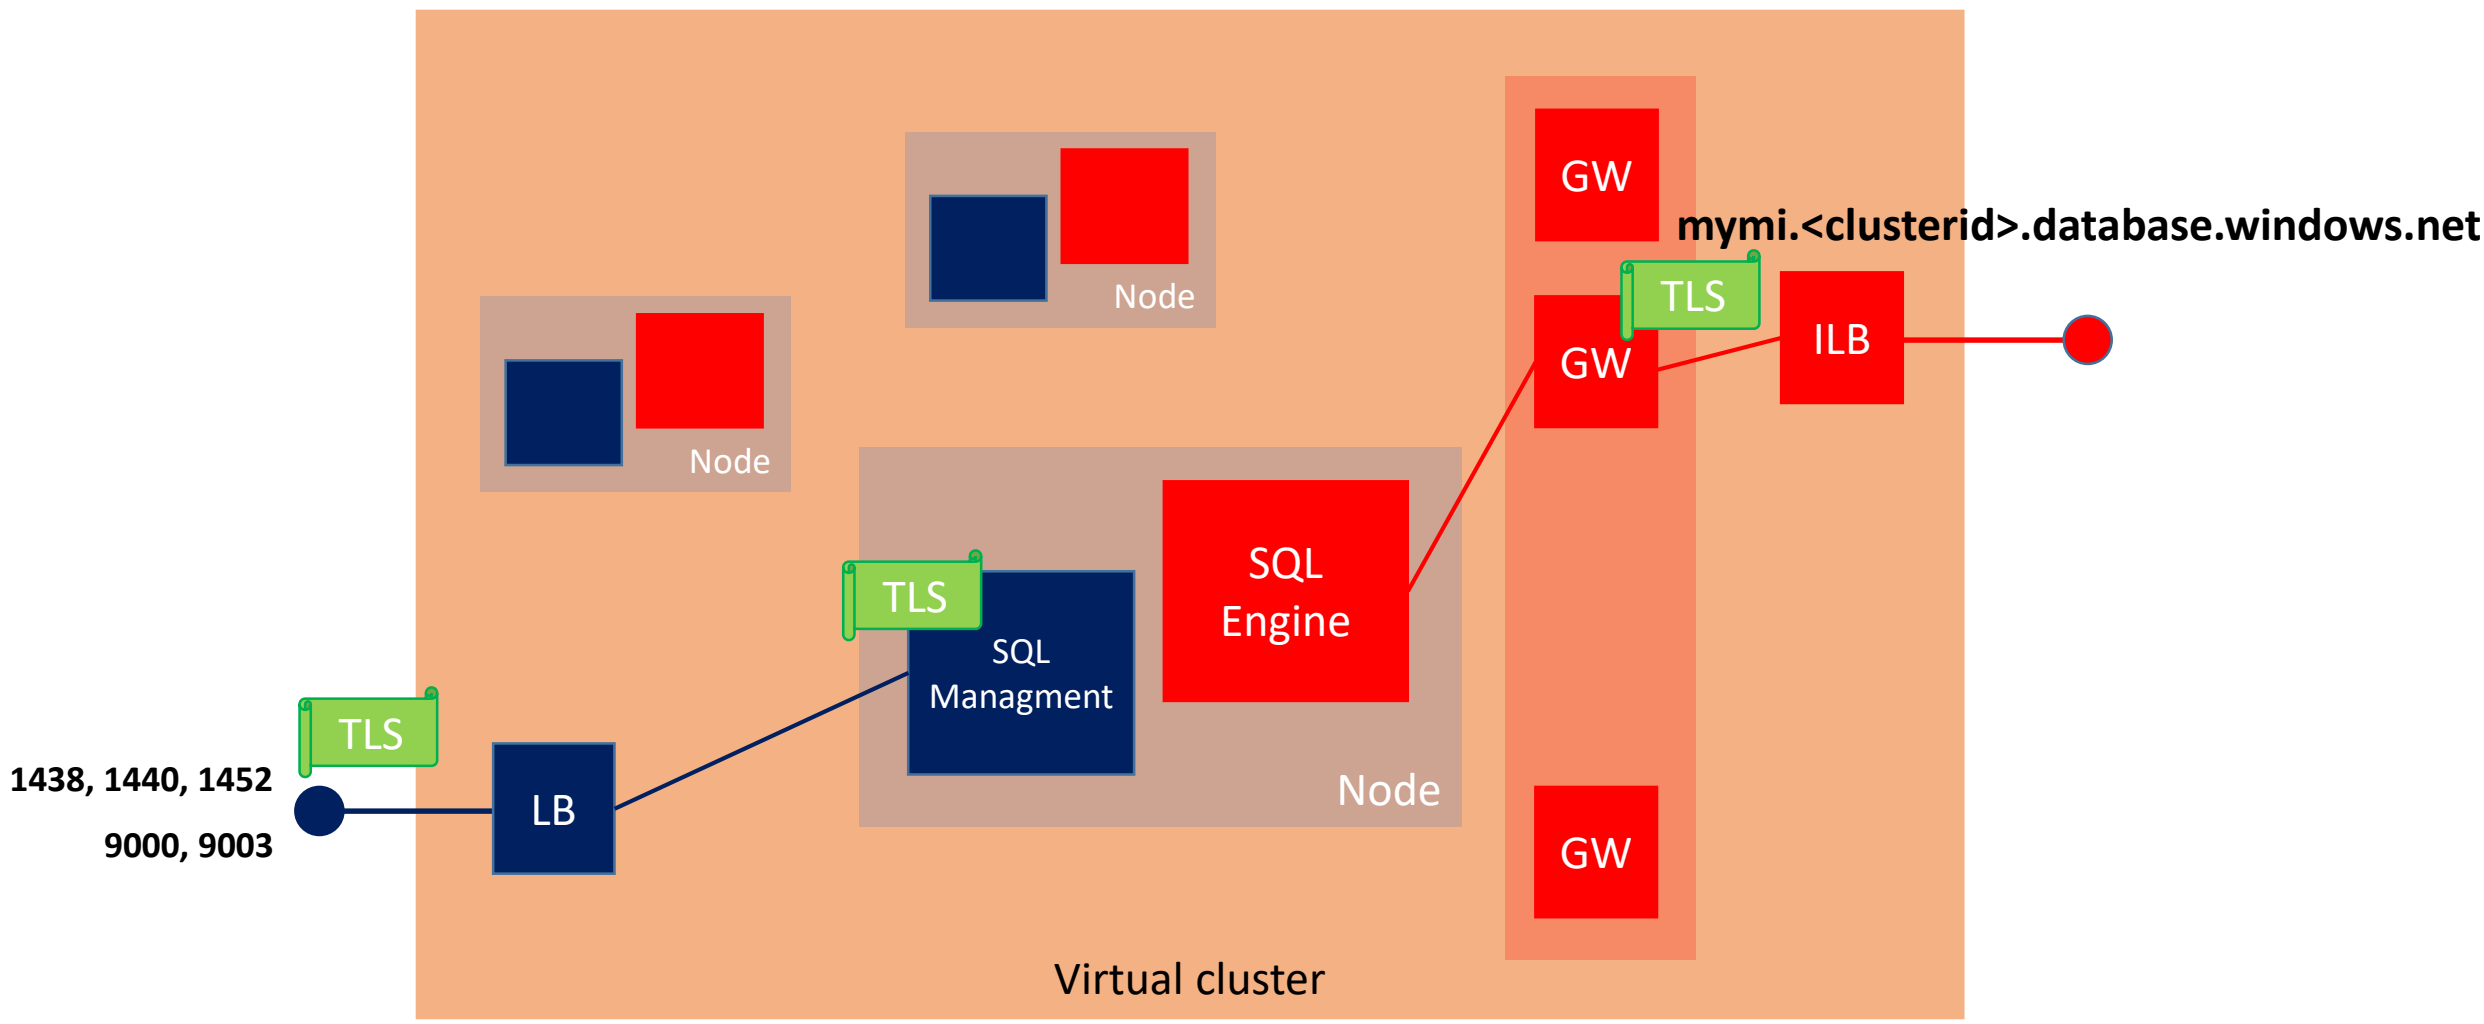 GW
mymi.<clusterid>.database.windows.net
TLS
Node
GW
ILB
Node
SQL
Engine
TLS
SQL
Managment
TLS
1438, 1440, 1452
9000, 9003
LB
Node
GW
Virtual cluster